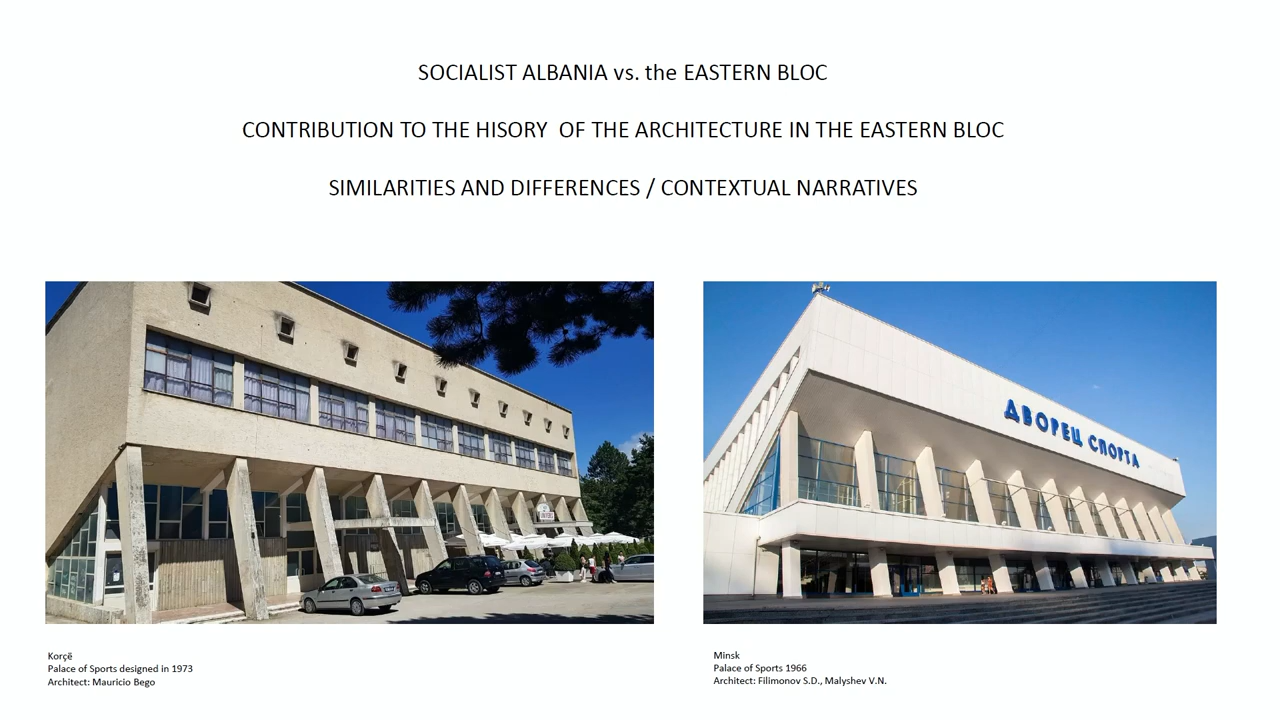 SOCIALIST ALBANIA vs. the EASTERN BLOC
CONTRIBUTION TO THE HISORY OF THE ARCHITECTURE IN THE EASTERN BLOC
SIMILARITIES AND DIFFERENCES / CONTEXTUAL NARRATIVES
ДВОРЕЦ СПОРТА
Korçë
Palace of Sports designed in 1973
Architect: Mauricio Bego
Minsk
Palace of Sports 1966
Architect: Filimonov S.D., Malyshev V.N.